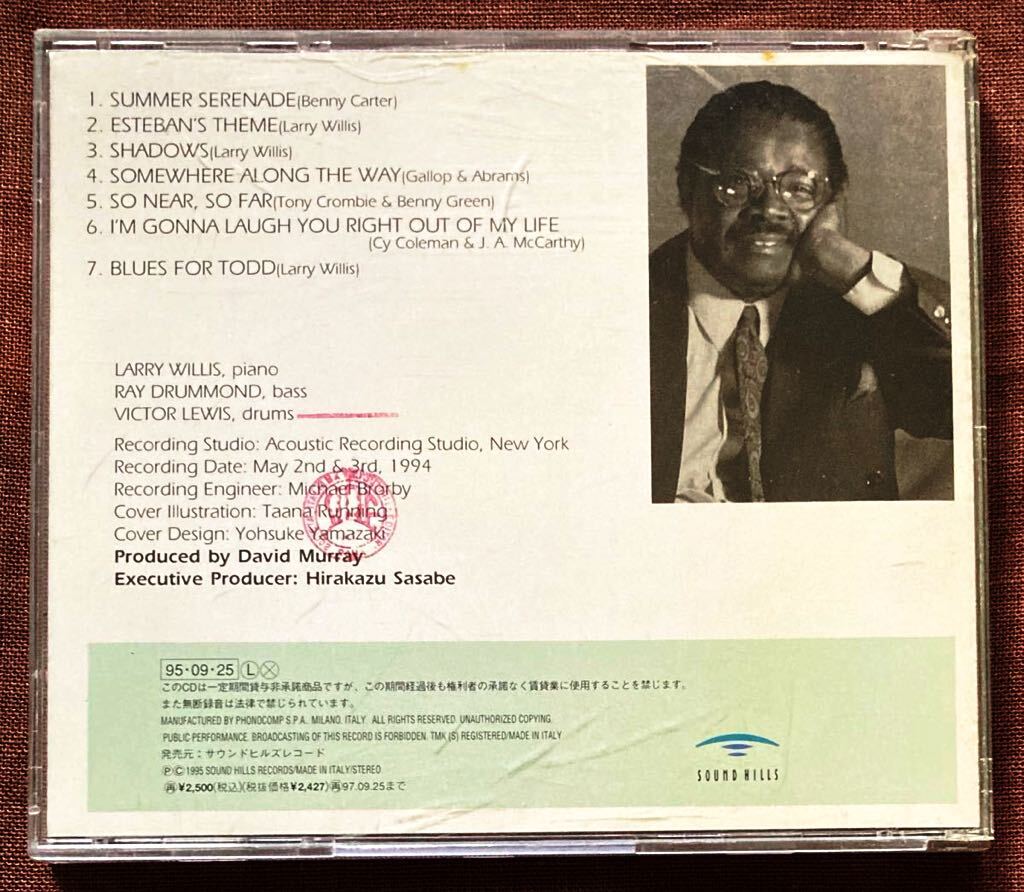 1. SUMMER SERENADE(Benny Carter)
2. ESTEBAN'S THEME(Larry Willis)
3. SHADOWS(Larry Willis)
4. SOMEWHERE ALONG THE WAY(Gallop & Abrams)
5. SO NEAR, SO FAR(Tony Crombie & Benny Green)
6. I'M GONNA LAUGH YOU RIGHT OUT OF MY LIFE
(Cy Coleman & J. A. McCarthy)
7. BLUES FOR TODD(Larry Willis)
LARRY WILLIS, piano
RAY DRUMMOND, bass
VICTOR LEWIS, drums
Recording Studio: Acoustic Recording Studio, New York
Recording Date: May 2nd & 3rd, 1994
Recording Engineer: Michael Brorby
Cover Illustration: Taana Running
Cover Design: Yohsuke Yamazaki
Produced by David Murray
Executive Producer: Hirakazu Sasabe
95·09·25 Ⓛ Ⓧ
このCDは一定期間貸与非承諾商品ですが、この期間経過後も権利者の承諾なく賃貸業に使用することを禁じます。
また無断録音は法律で禁じられています。
MANUFACTURED BY PHONOCOMP S.P.A. MILANO. ITALY. ALL RIGHTS RESERVED. UNAUTHORIZED COPYING.
PUBLIC PERFORMANCE. BROADCASTING OF THIS RECORD IS FORBIDDEN. TMK (S) REGISTERED/MADE IN ITALY
発売元：サウンドヒルズレコード
ⓅⒸ 1995 SOUND HILLS RECORDS/MADE IN ITALY/STEREO
再¥2,500(税込)(税抜価格¥2,427)再97.09.25まで
SOUND HILLS